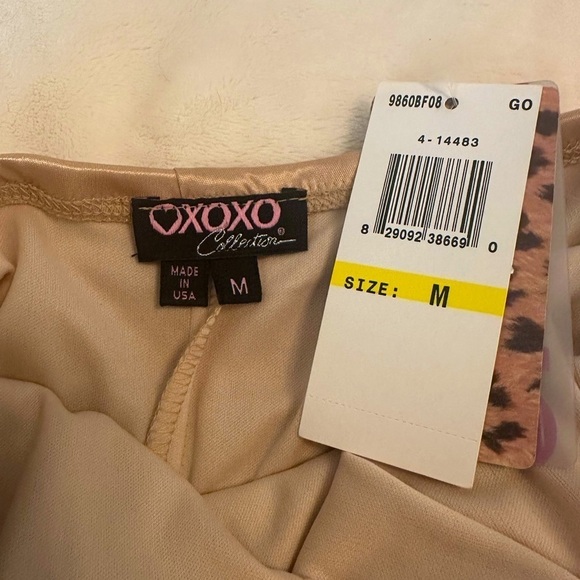 9860BF08 GO
4-14483
8 29092 38669 0
SIZE: M
OXOXO
Collection®
MADE
IN
USA
M